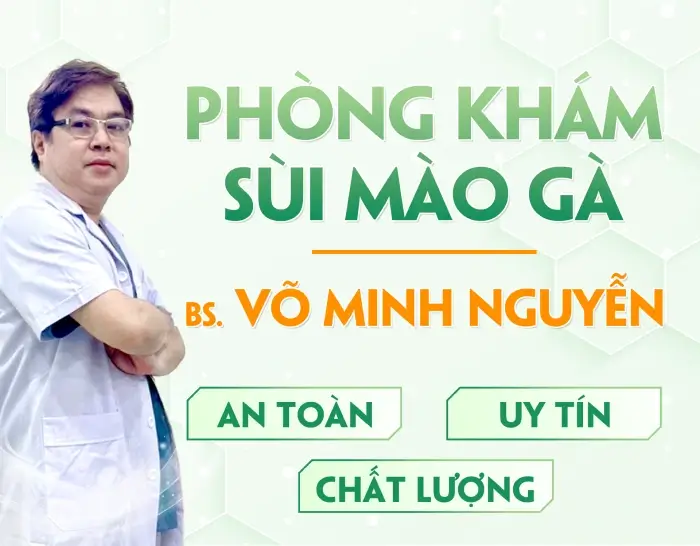 PHÒNG KHÁM
SÙI MÀO GÀ
BS. VÕ MINH NGUYỄN
AN TOÀN
UY TÍN
CHẤT LƯỢNG